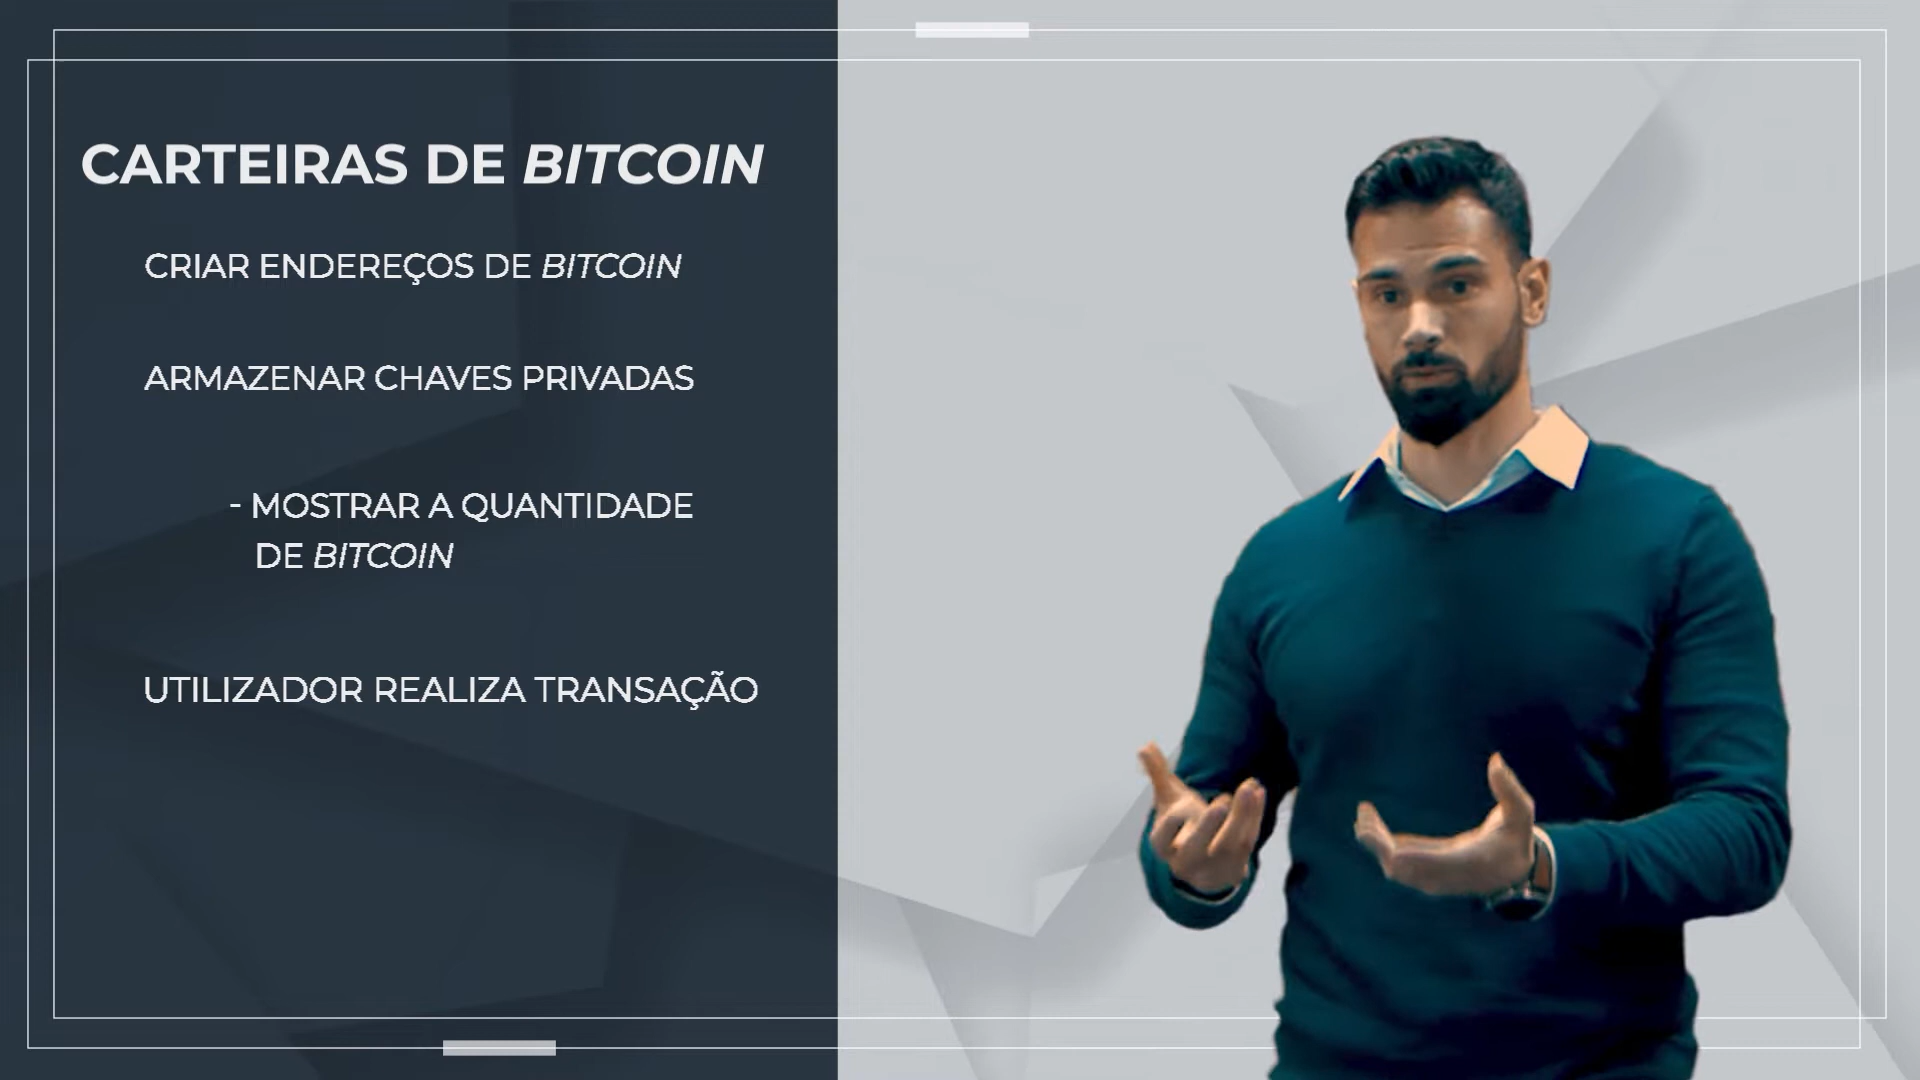 CARTEIRAS DE BITCOIN
CRIAR ENDEREÇOS DE BITCOIN
ARMAZENAR CHAVES PRIVADAS
- MOSTRAR A QUANTIDADE
DE BITCOIN
UTILIZADOR REALIZA TRANSAÇÃO